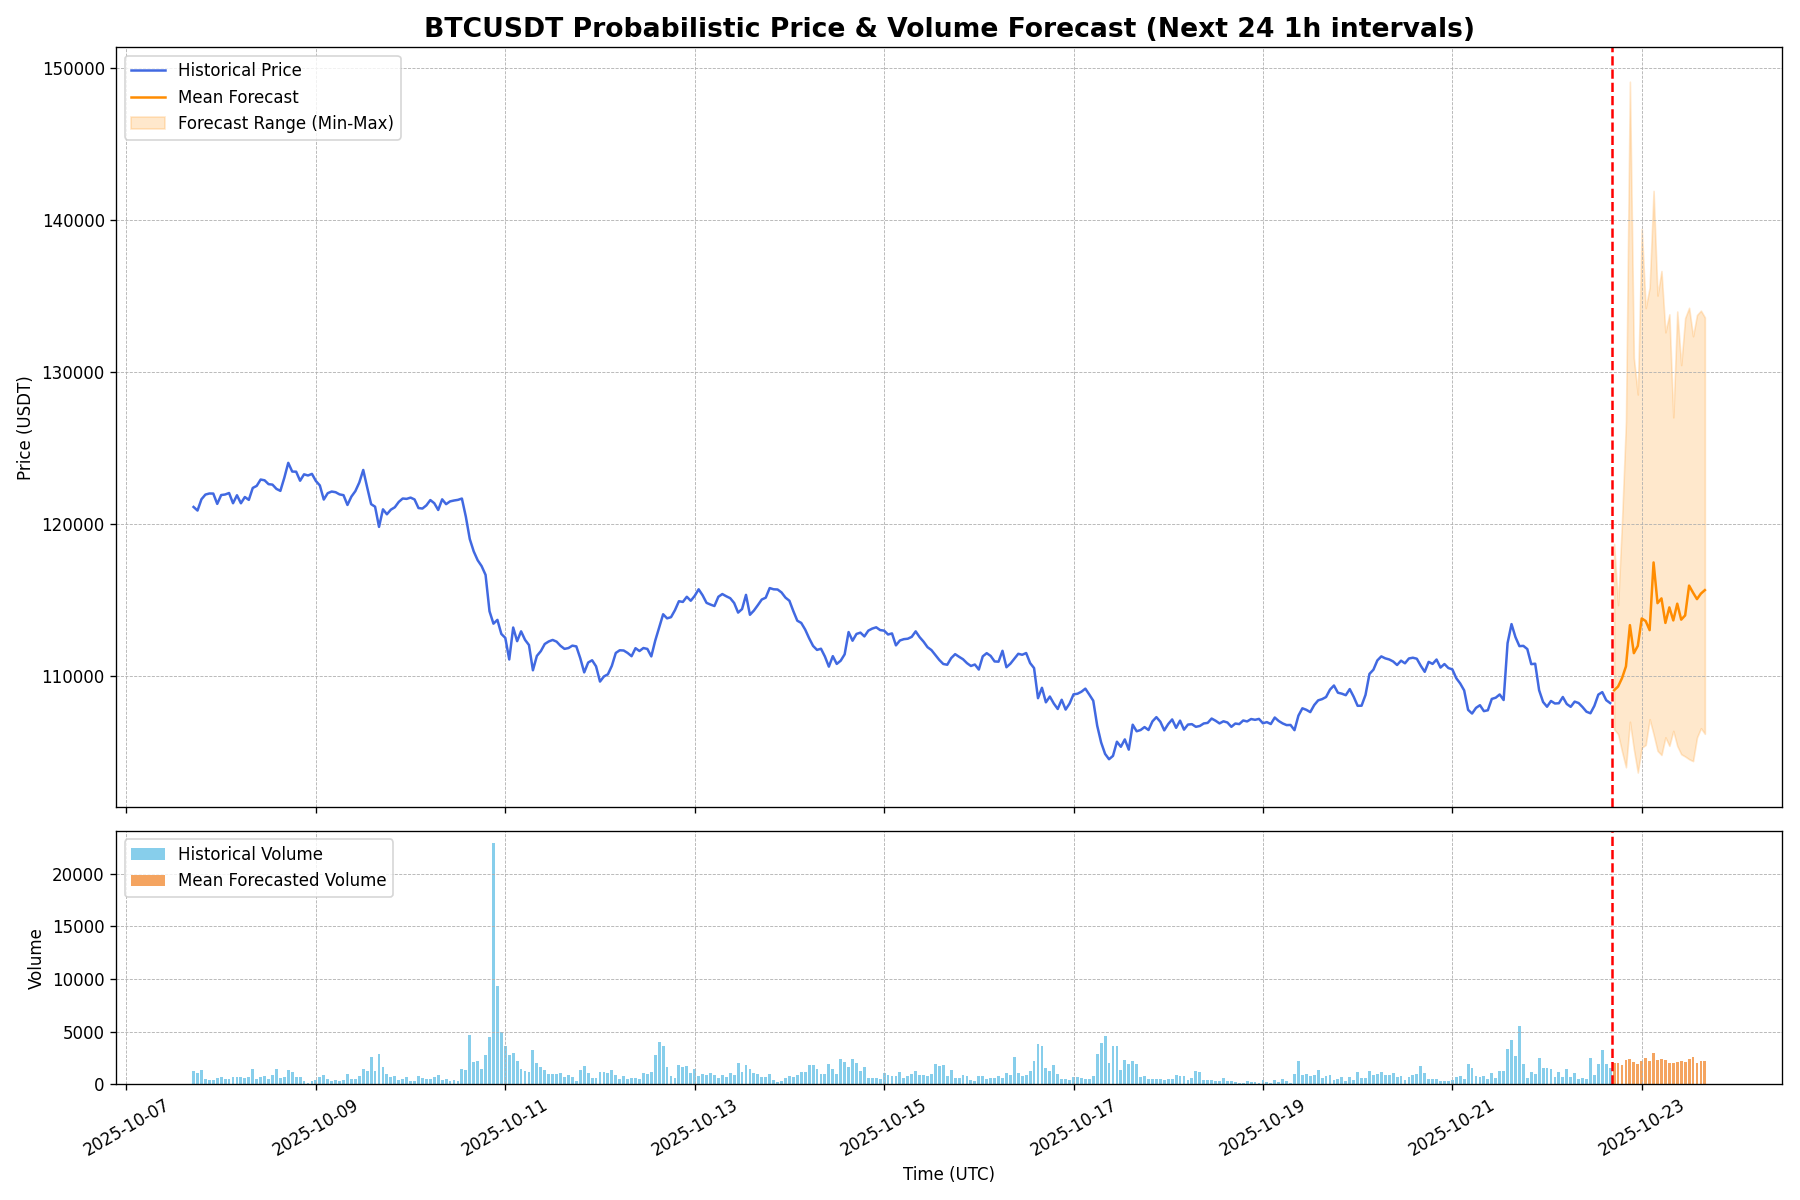 BTCUSDT Probabilistic Price & Volume Forecast (Next 24 1h intervals)
Historical Price
Mean Forecast
Forecast Range (Min-Max)
150000
140000
130000
120000
110000
Price (USDT)
Historical Volume
Mean Forecasted Volume
20000
15000
10000
5000
0
Volume
2025-10-07
2025-10-09
2025-10-11
2025-10-13
2025-10-15
2025-10-17
2025-10-19
2025-10-21
2025-10-23
Time (UTC)